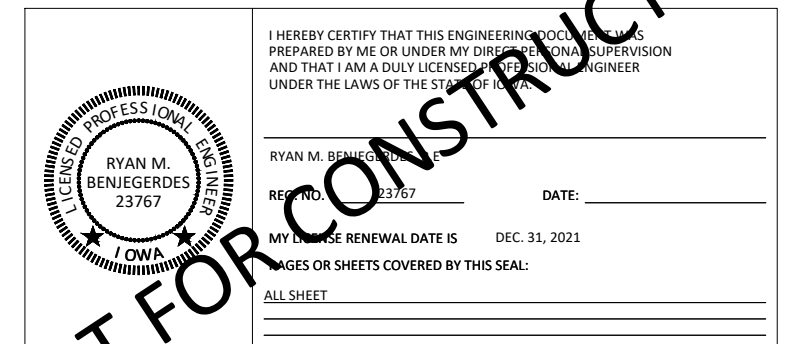 I HEREBY CERTIFY THAT THIS ENGINEERING DOCUMENT WAS
PREPARED BY ME OR UNDER MY DIRECT PERSONAL SUPERVISION
AND THAT I AM A DULY LICENSED PROFESSIONAL ENGINEER
UNDER THE LAWS OF THE STATE OF IOWA.
LICENSED PROFESSIONAL ENGINEER
RYAN M.
BENJEGERDES
23767
IOWA
RYAN M. BENJEGERDES P.E
REG. NO. 23767 DATE:
MY LICENSE RENEWAL DATE IS DEC. 31, 2021
PAGES OR SHEETS COVERED BY THIS SEAL:
ALL SHEET
T FOR CONSTRUCT